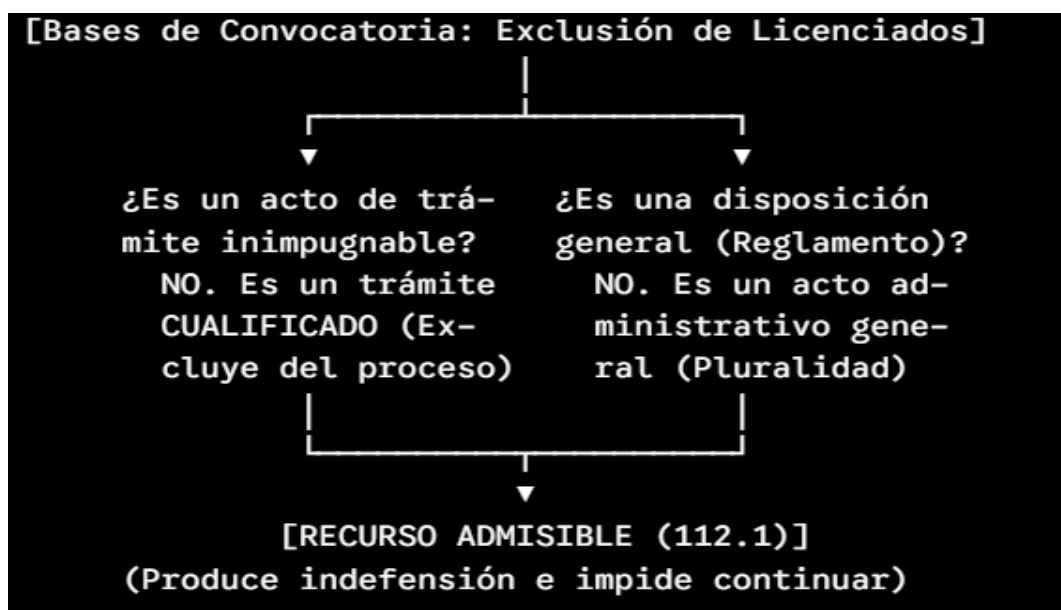 [Bases de Convocatoria: Exclusión de Licenciados]
¿Es un acto de trá-
mite inimpugnable?
NO. Es un trámite
CUALIFICADO (Ex-
cluye del proceso)
¿Es una disposición
general (Reglamento)?
NO. Es un acto ad-
ministrativo gene-
ral (Pluralidad)
[RECURSO ADMISIBLE (112.1)]
(Produce indefensión e impide continuar)